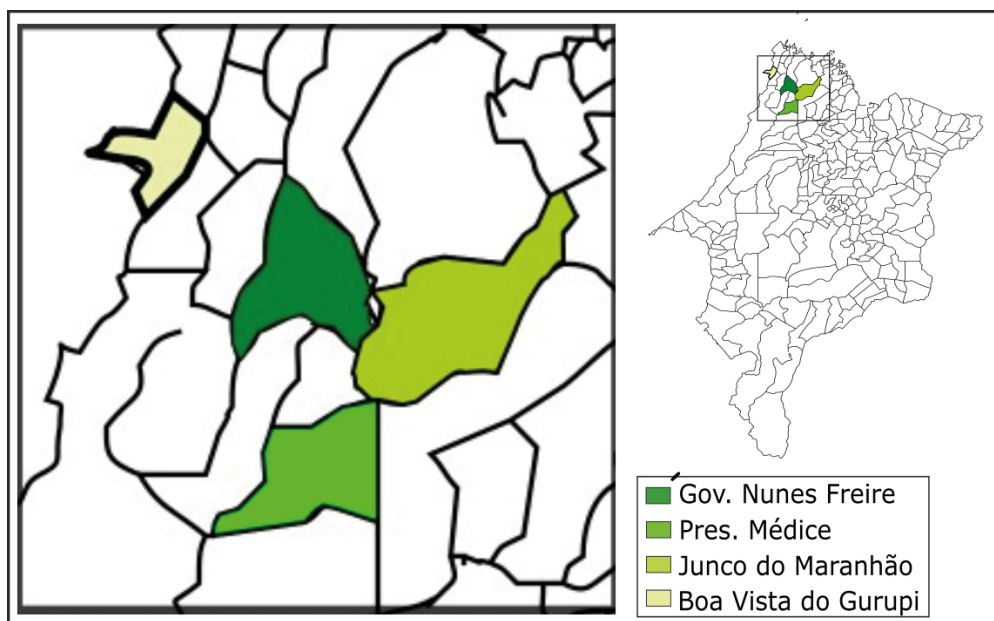 Gov. Nunes Freire
Pres. Médice
Junco do Maranhão
Boa Vista do Gurupi